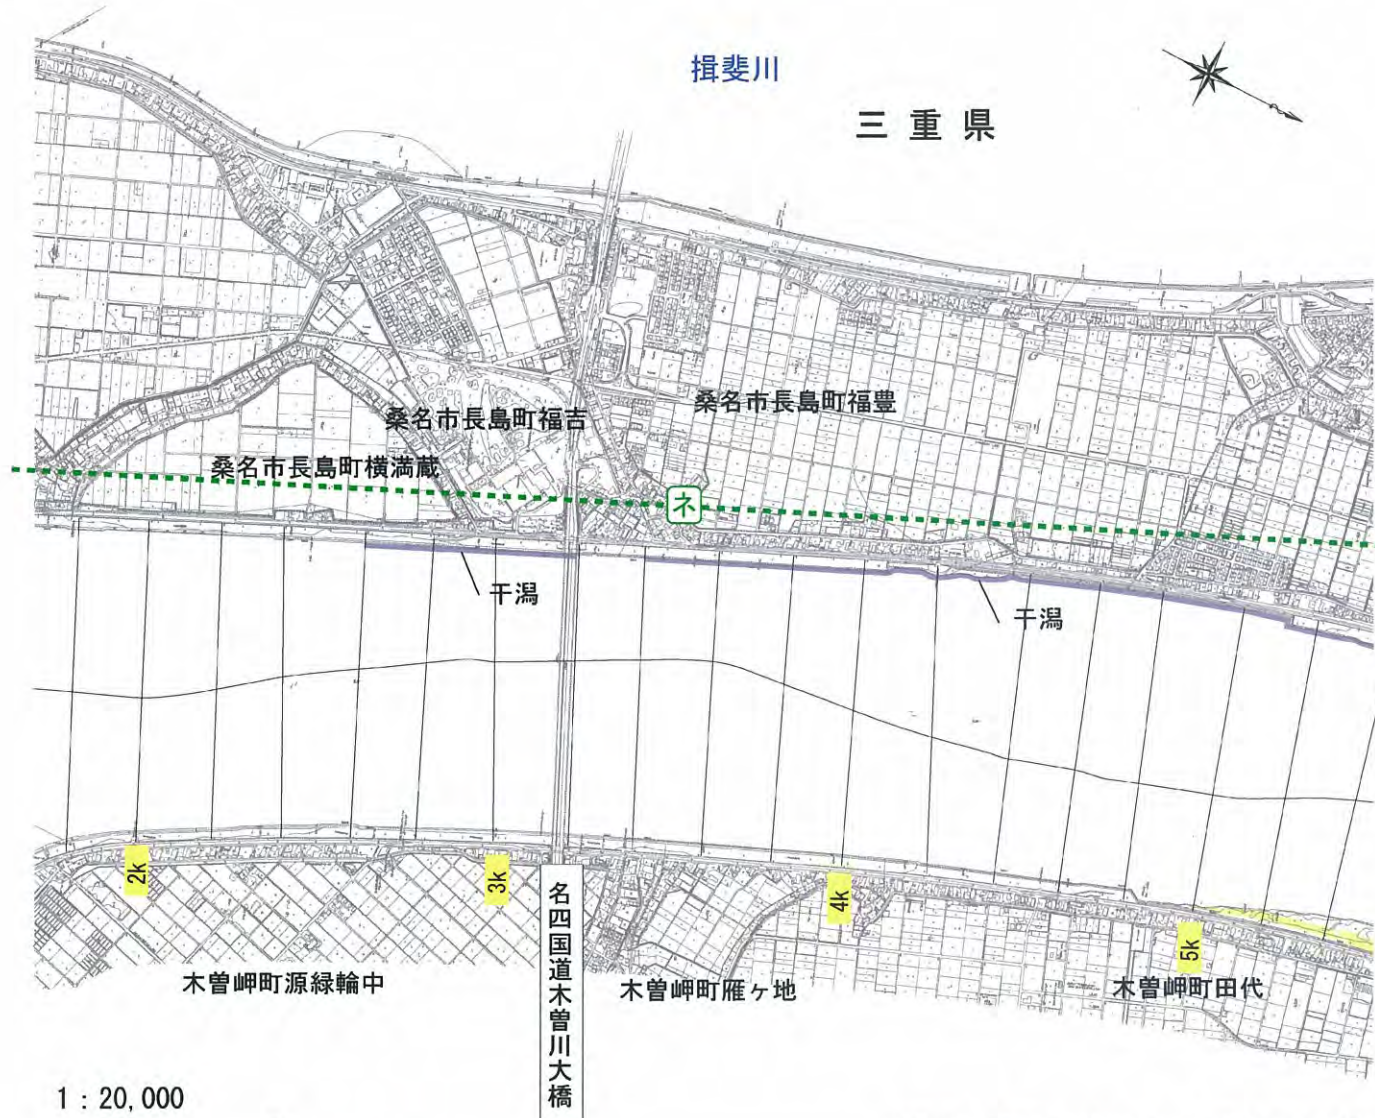 揖斐川
三重県
桑名市長島町福豊
桑名市長島町福吉
桑名市長島町横満蔵
ネ
干潟
干潟
2k
3k
4k
5k
名四国道木曽川大橋
木曽岬町源緑輪中
木曽岬町雁ヶ地
木曽岬町田代
1：20,000